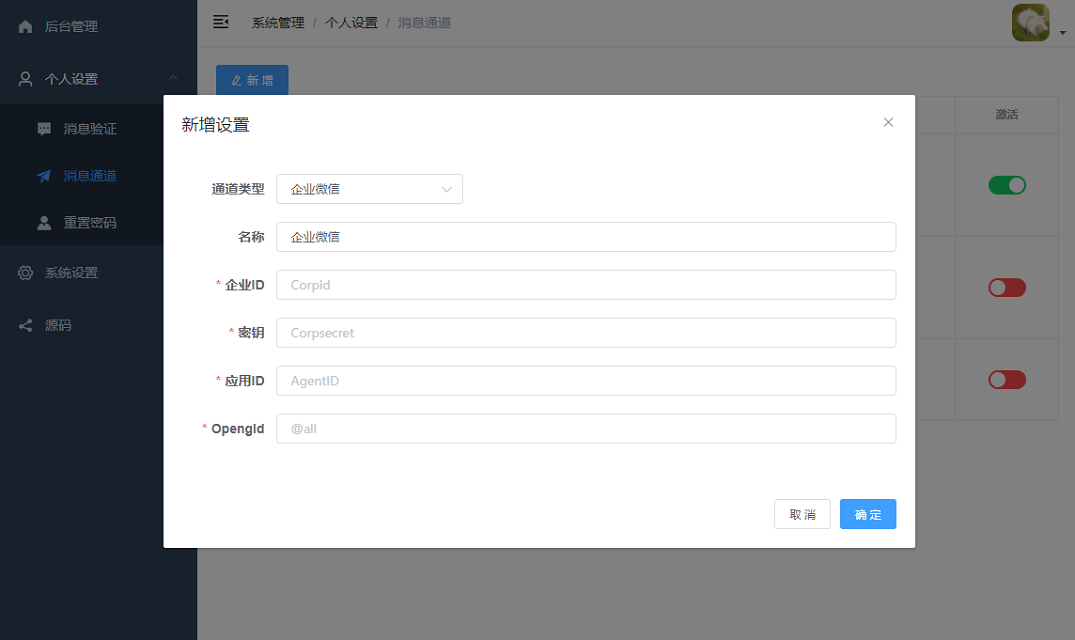 后台管理
个人设置
消息验证
消息通道
重置密码
系统设置
源码
系统管理 / 个人设置 / 消息通道
新增
激活
新增设置
通道类型 企业微信
名称 企业微信
* 企业ID Corpid
* 密钥 Corpsecret
* 应用ID AgentID
* OpengId @all
取消 确定